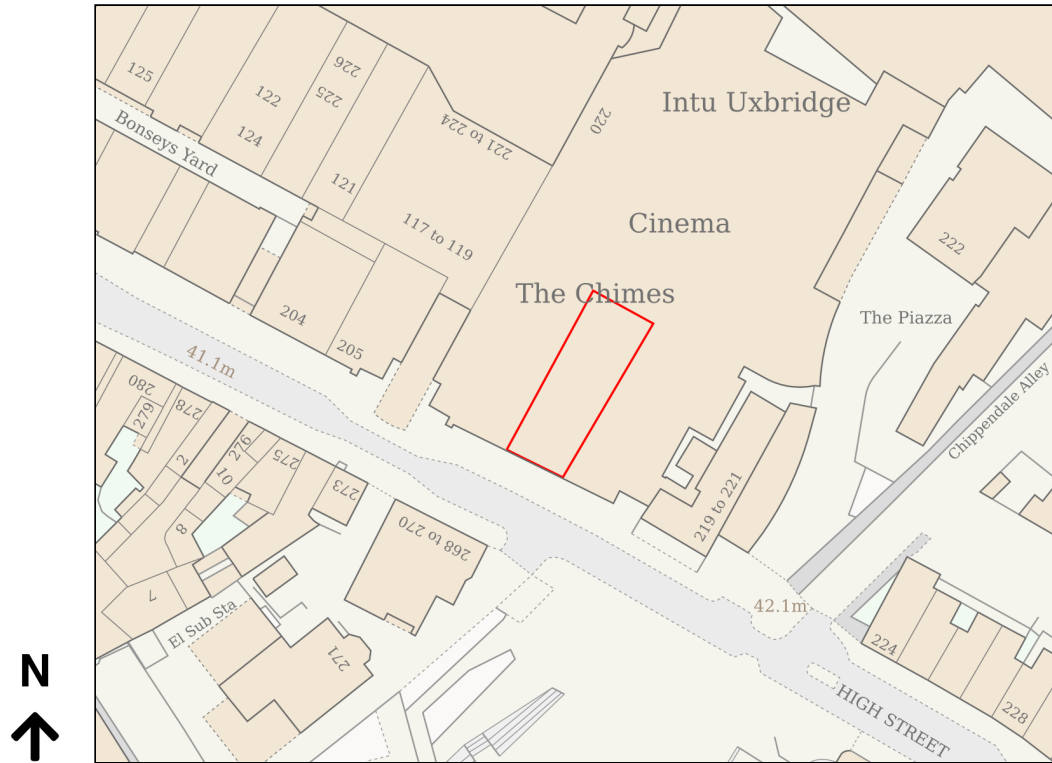 Intu Uxbridge
125
122
226
225
124
Bonseys Yard
221 to 224
220
121
117 to 119
Cinema
222
The Chimes
204
205
The Piazza
41.1m
Chippendale Alley
280
279
278
276
275
2
10
273
8
268 to 270
219 to 221
7
El Sub Sta
271
42.1m
224
228
HIGH STREET
N